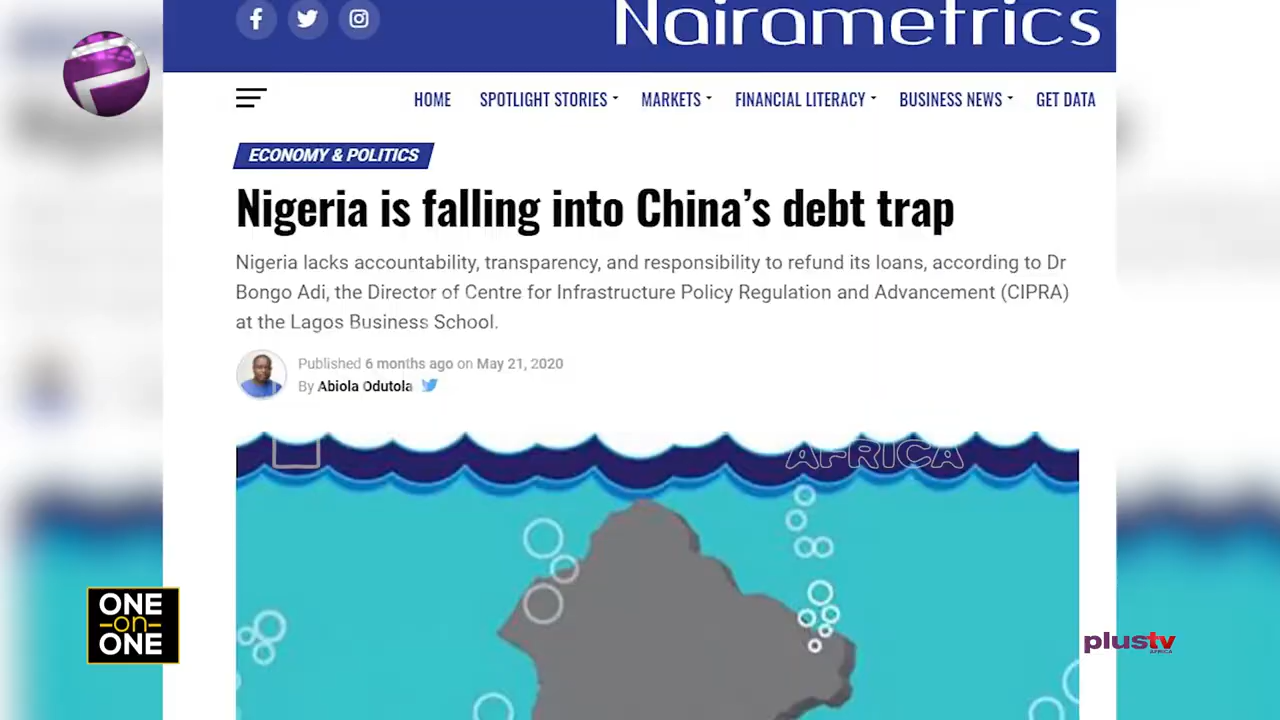 Nairametrics
HOME SPOTLIGHT STORIES MARKETS FINANCIAL LITERACY BUSINESS NEWS GET DATA
ECONOMY & POLITICS
Nigeria is falling into China's debt trap
Nigeria lacks accountability, transparency, and responsibility to refund its loans, according to Dr
Bongo Adi, the Director of Centre for Infrastructure Policy Regulation and Advancement (CIPRA)
at the Lagos Business School.
Published 6 months ago on May 21, 2020
By Abiola Odutola
AFRICA
ONE
on
ONE
plustv
AFRICA